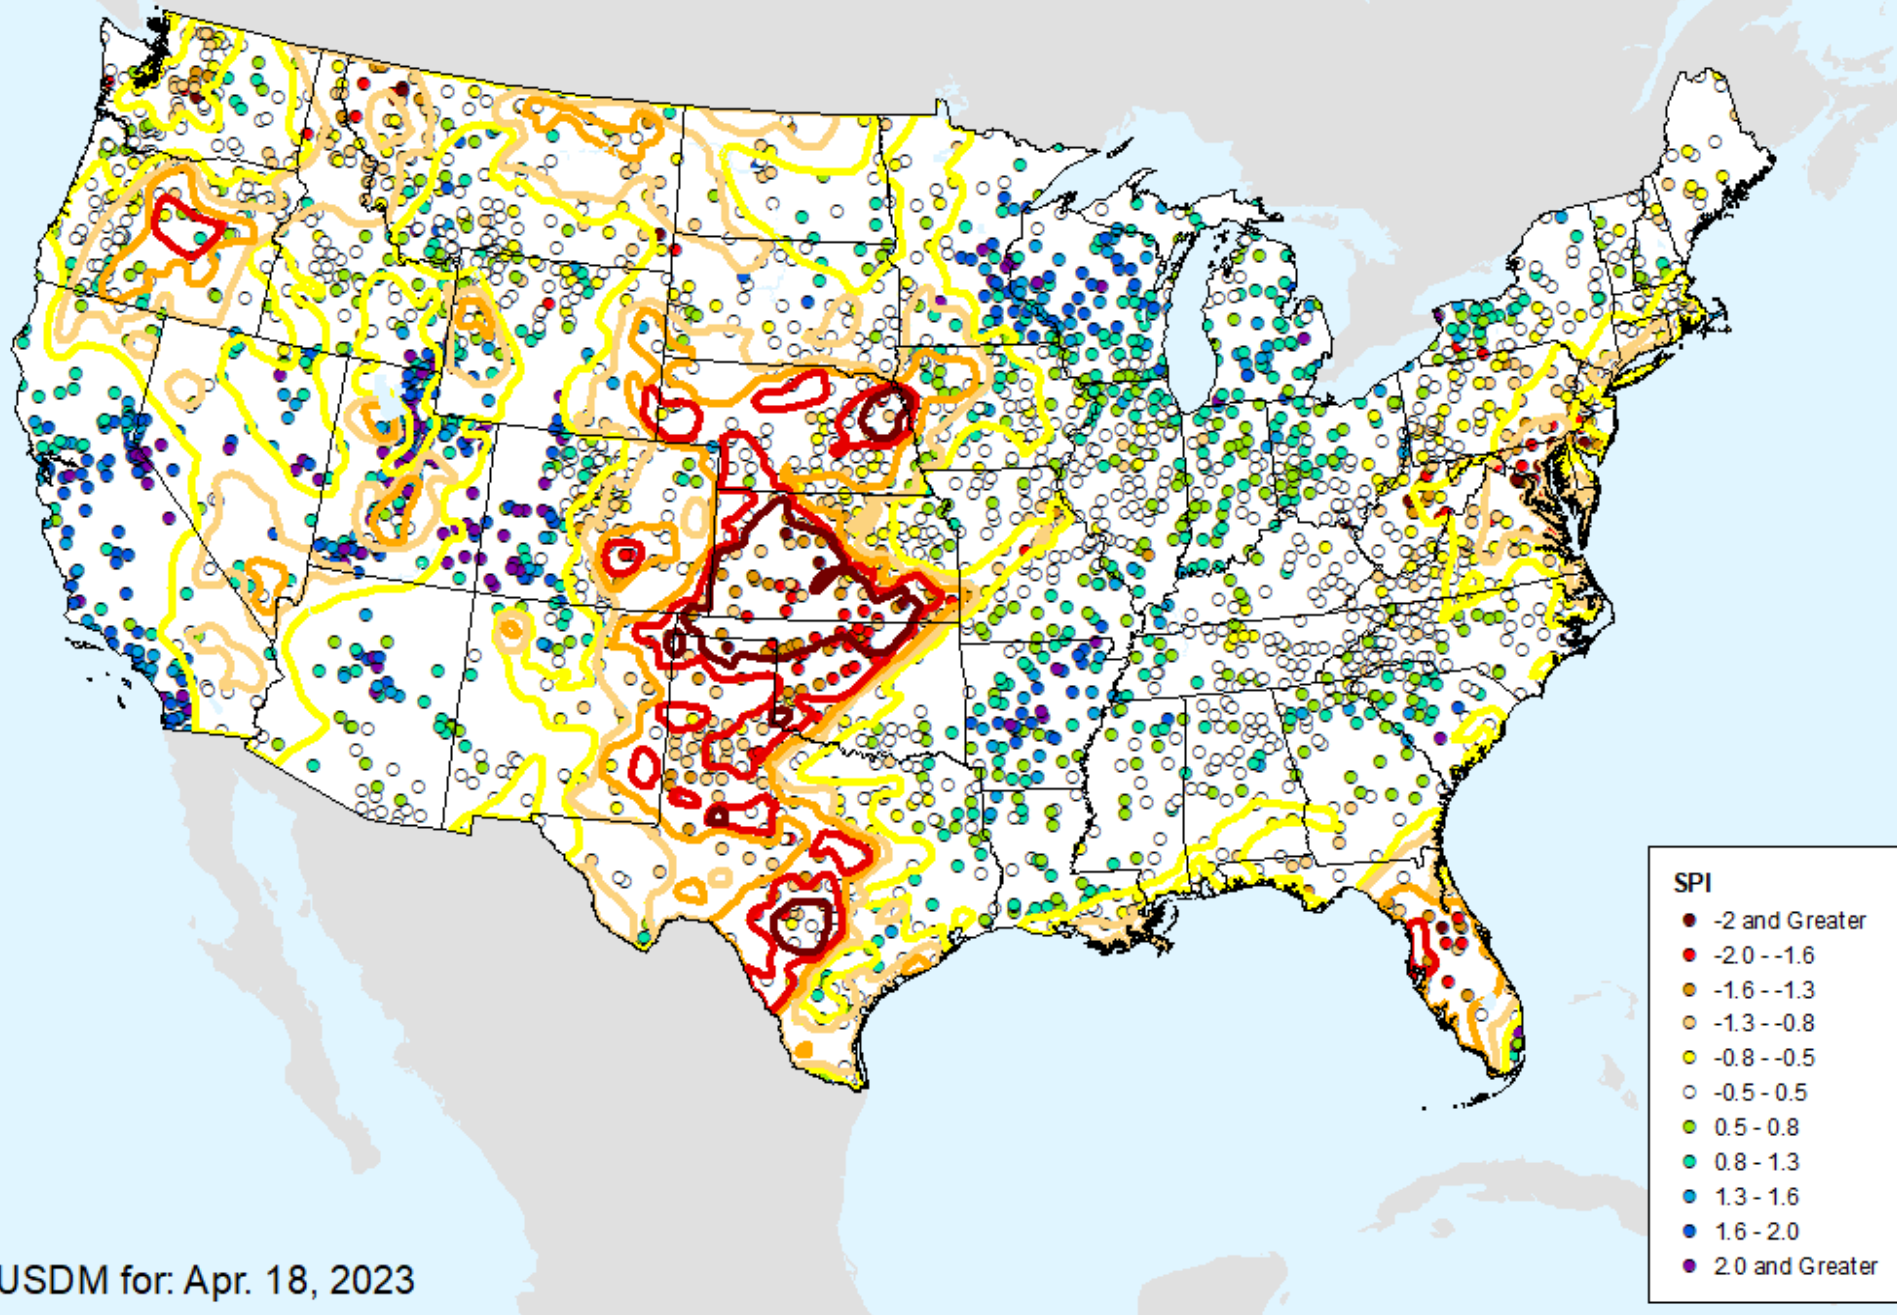 SPI
-2 and Greater
-2.0 - -1.6
-1.6 - -1.3
-1.3 - -0.8
-0.8 - -0.5
-0.5 - 0.5
0.5 - 0.8
0.8 - 1.3
1.3 - 1.6
1.6 - 2.0
2.0 and Greater
USDM for: Apr. 18, 2023